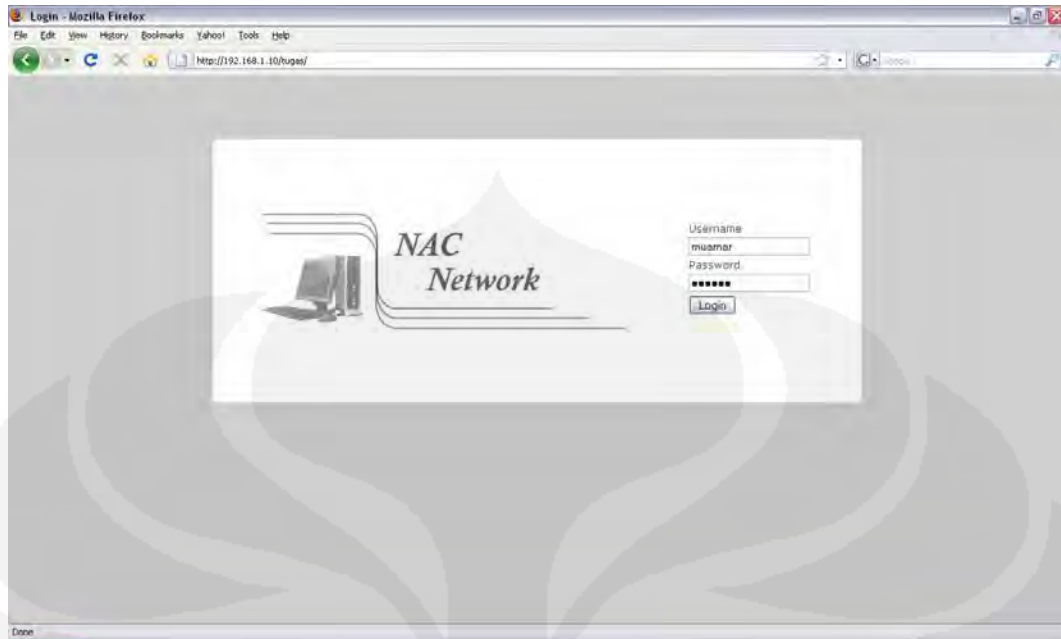 Login - Mozilla Firefox
File Edit View History Bookmarks Yahoo! Tools Help
http://192.168.1.10/tugas/
NAC
Network
Username
muamar
Password
••••••
Login
Done